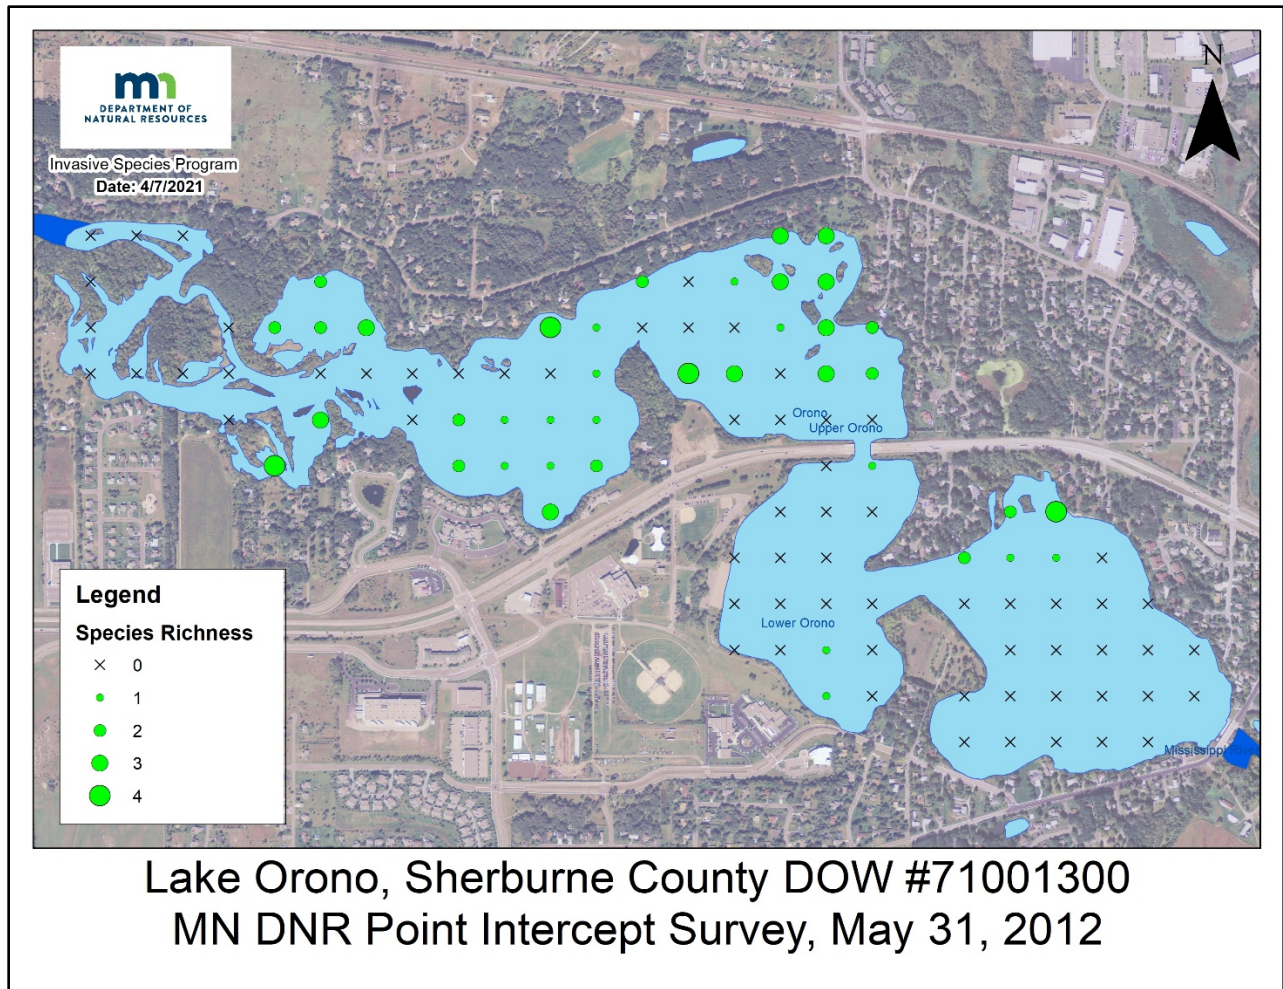 N
mn
DEPARTMENT OF
NATURAL RESOURCES
Invasive Species Program
Date: 4/7/2021
Orono
Upper Orono
Lower Orono
Mississippi River
Legend
Species Richness
0
1
2
3
4
Lake Orono, Sherburne County DOW #71001300
MN DNR Point Intercept Survey, May 31, 2012